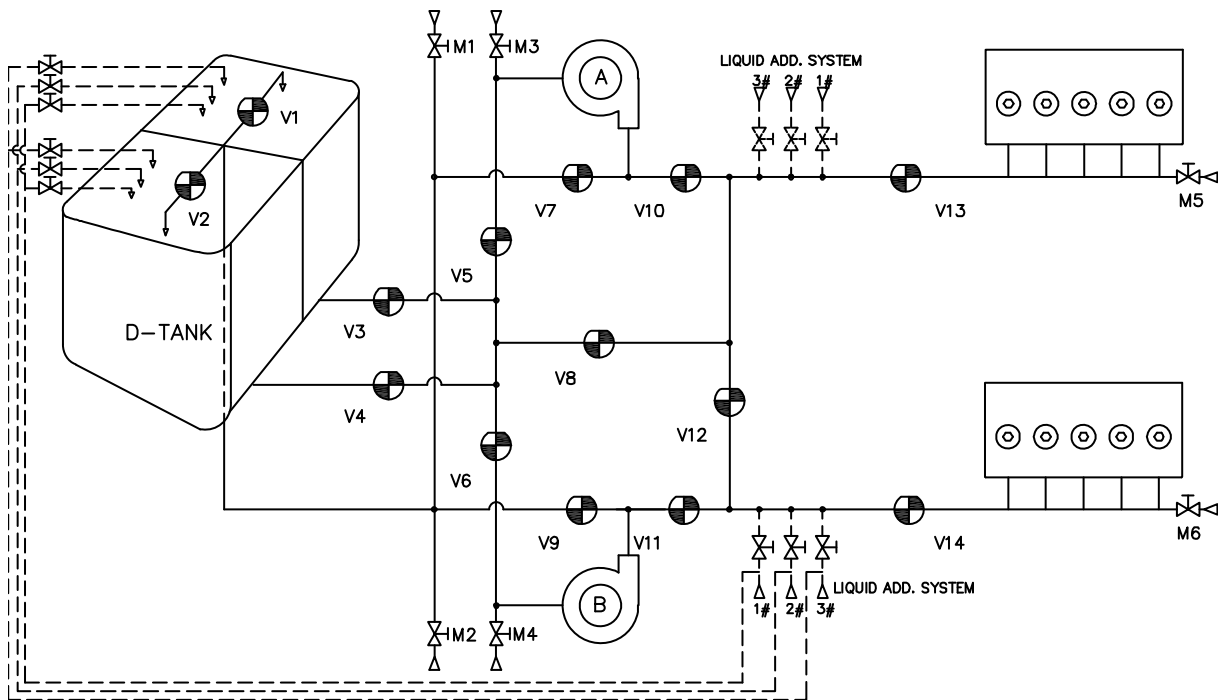 M1
M3
A
LIQUID ADD. SYSTEM
3# 2# 1#
V1
V2
V7
V10
V13
M5
V5
V3
D-TANK
V8
V4
V12
V6
V9
V11
V14
M6
B
LIQUID ADD. SYSTEM
1# 2# 3#
M2
M4